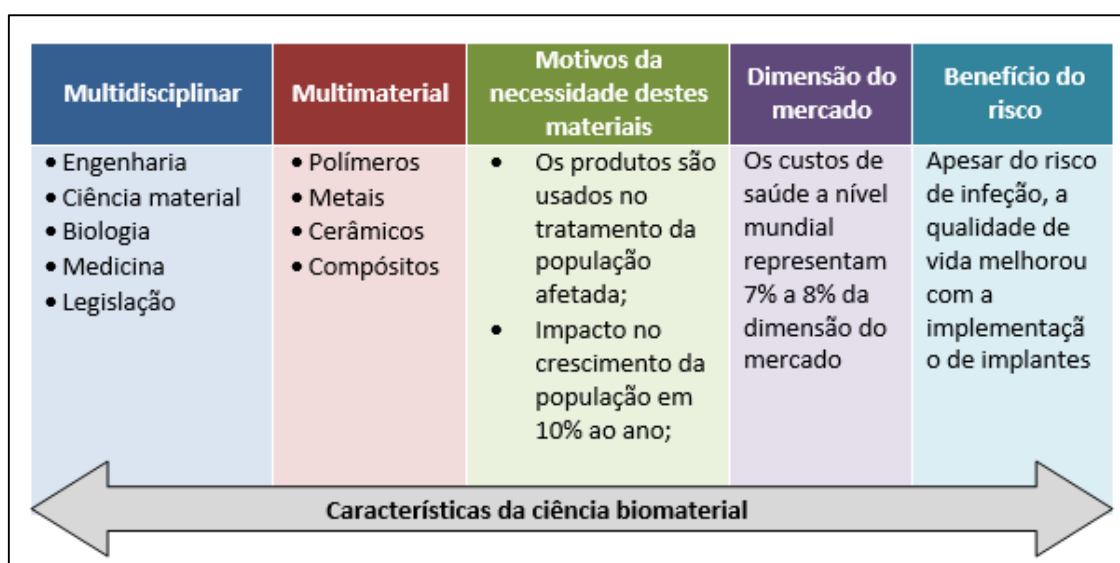 Multidisciplinar
• Engenharia
• Ciência material
• Biologia
• Medicina
• Legislação
Multimaterial
• Polímeros
• Metais
• Cerâmicos
• Compósitos
Motivos da
necessidade destes
materiais
• Os produtos são
usados no
tratamento da
população
afetada;
• Impacto no
crescimento da
população em
10% ao ano;
Dimensão do
mercado
Os custos de
saúde a nível
mundial
representam
7% a 8% da
dimensão do
mercado
Benefício do
risco
Apesar do risco
de infeção, a
qualidade de
vida melhorou
com a
implementaçã
o de implantes
Características da ciência biomaterial